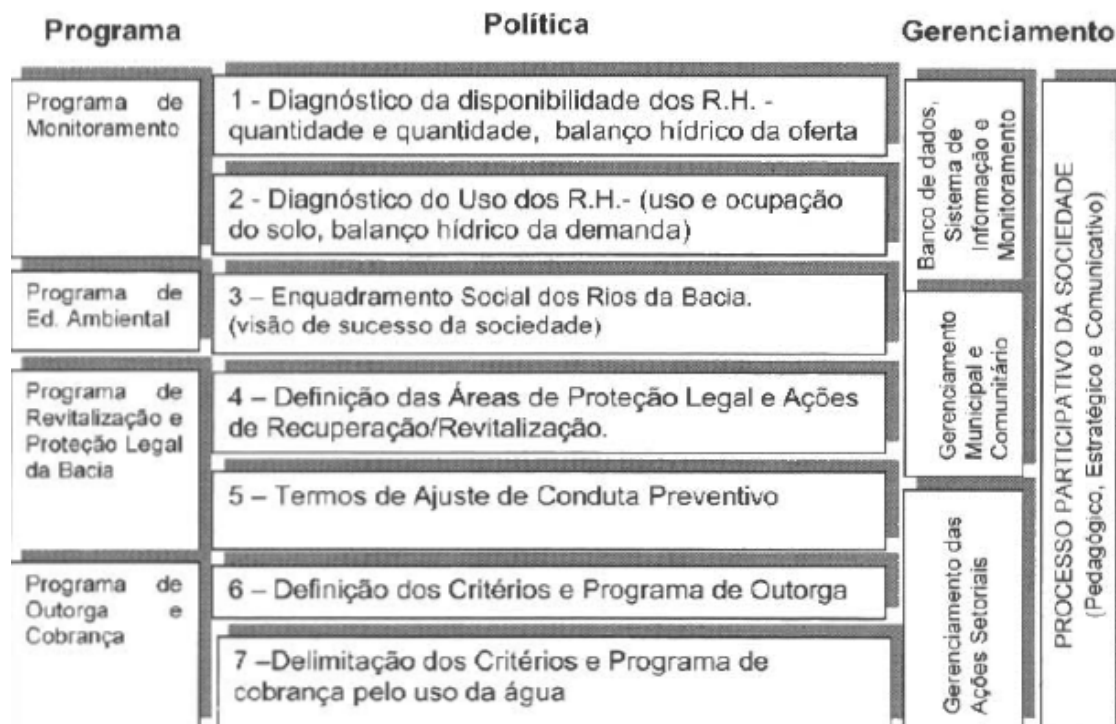 Programa
Política
Gerenciamento
Programa de
Monitoramento
1 - Diagnóstico da disponibilidade dos R.H. -
quantidade e quantidade, balanço hídrico da oferta
2 - Diagnóstico do Uso dos R.H.- (uso e ocupação
do solo, balanço hídrico da demanda)
Programa de
Ed. Ambiental
3 – Enquadramento Social dos Rios da Bacia.
(visão de sucesso da sociedade)
Programa de
Revitalização e
Proteção Legal
da Bacia
4 – Definição das Áreas de Proteção Legal e Ações
de Recuperação/Revitalização.
5 – Termos de Ajuste de Conduta Preventivo
Programa de
Outorga e
Cobrança
6 – Definição dos Critérios e Programa de Outorga
7 –Delimitação dos Critérios e Programa de
cobrança pelo uso da água
Banco de dados,
Sistema de
Informação e
Monitoramento
Gerenciamento
Municipal e
Comunitário
Gerenciamento das
Ações Setoriais
PROCESSO PARTICIPATIVO DA SOCIEDADE
(Pedagógico, Estratégico e Comunicativo)